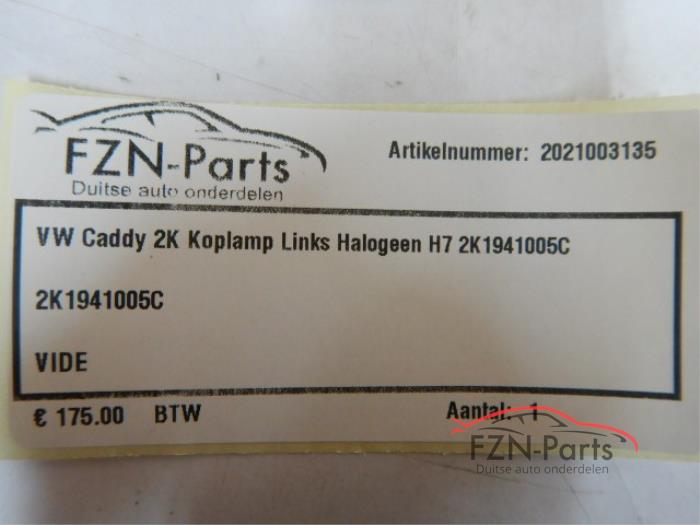 FZN-Parts
Duitse auto onderdelen
Artikelnummer: 2021003135
VW Caddy 2K Koplamp Links Halogeen H7 2K1941005C
2K1941005C
VIDE
€ 175.00 BTW Aantal: 1
FZN-Parts
Duitse auto onderdelen